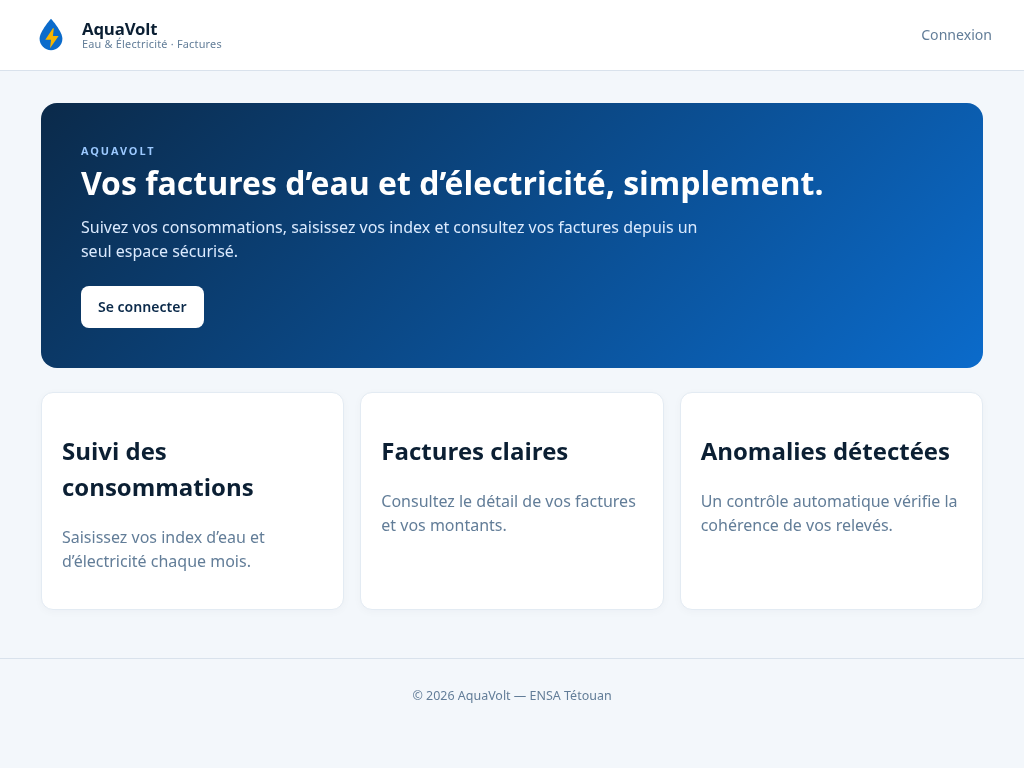 AquaVolt
Eau & Électricité · Factures
Connexion
AQUAVOLT
Vos factures d’eau et d’électricité, simplement.
Suivez vos consommations, saisissez vos index et consultez vos factures depuis un
seul espace sécurisé.
Se connecter
Suivi des
consommations
Saisissez vos index d’eau et
d’électricité chaque mois.
Factures claires
Consultez le détail de vos factures
et vos montants.
Anomalies détectées
Un contrôle automatique vérifie la
cohérence de vos relevés.
© 2026 AquaVolt — ENSA Tétouan